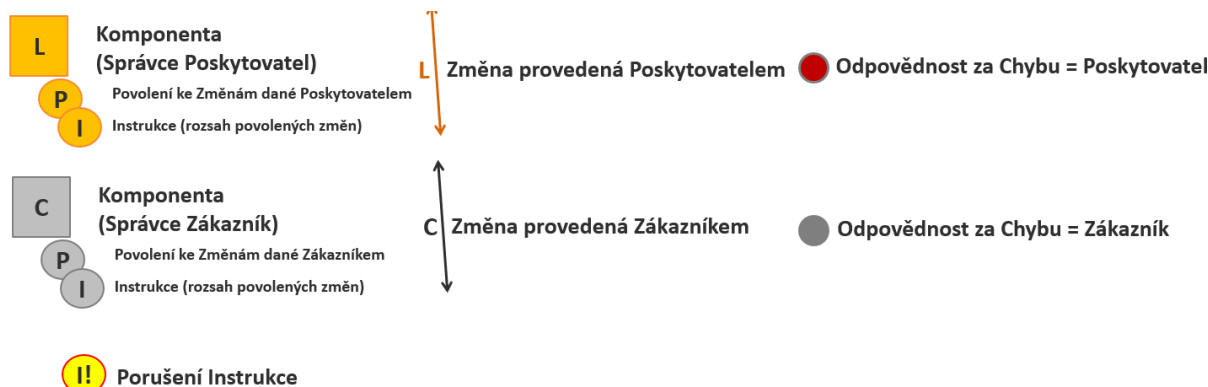 L
Komponenta
(Správce Poskytovatel)
P
Povolení ke Změnám dané Poskytovatelem
I
Instrukce (rozsah povolených změn)
L Změna provedená Poskytovatelem
Odpovědnost za Chybu = Poskytovatel
C
Komponenta
(Správce Zákazník)
P
Povolení ke Změnám dané Zákazníkem
I
Instrukce (rozsah povolených změn)
C Změna provedená Zákazníkem
Odpovědnost za Chybu = Zákazník
I!
Porušení Instrukce